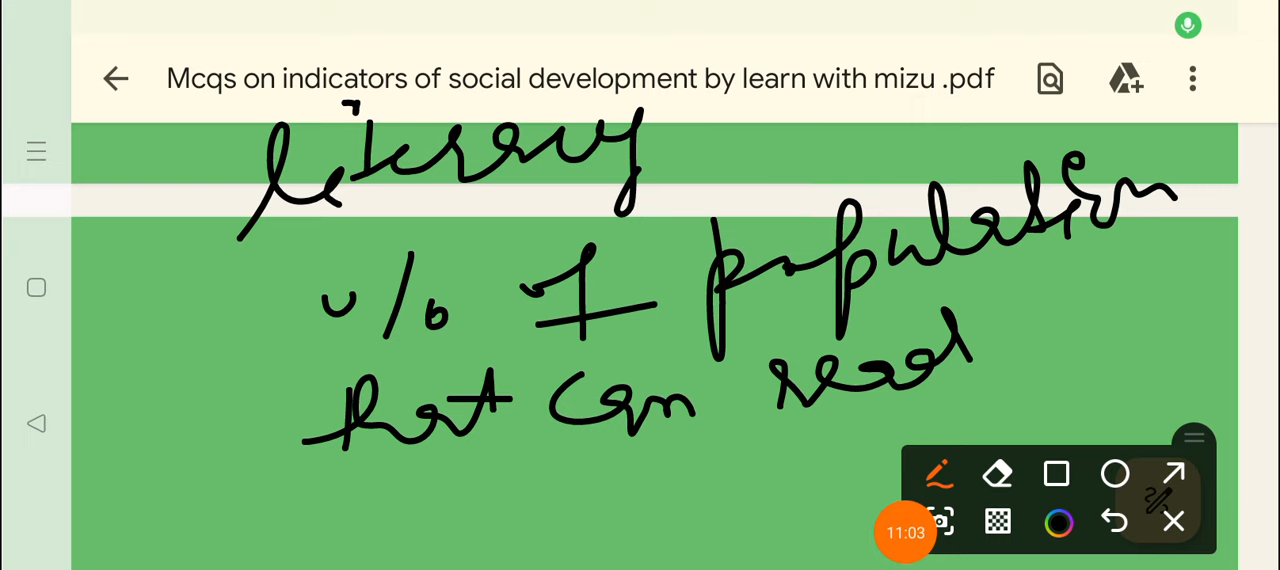 Mcqs on indicators of social development by learn with mizu .pdf
literacy
% of population
that can read
11:03